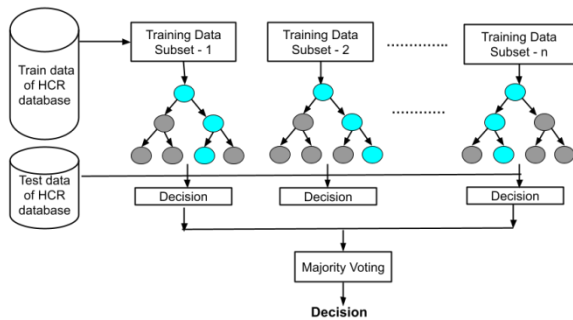 Train data
of HCR
database
Training Data
Subset - 1
Training Data
Subset - 2
Training Data
Subset - n
Test data
of HCR
database
Decision
Decision
Decision
Majority Voting
Decision